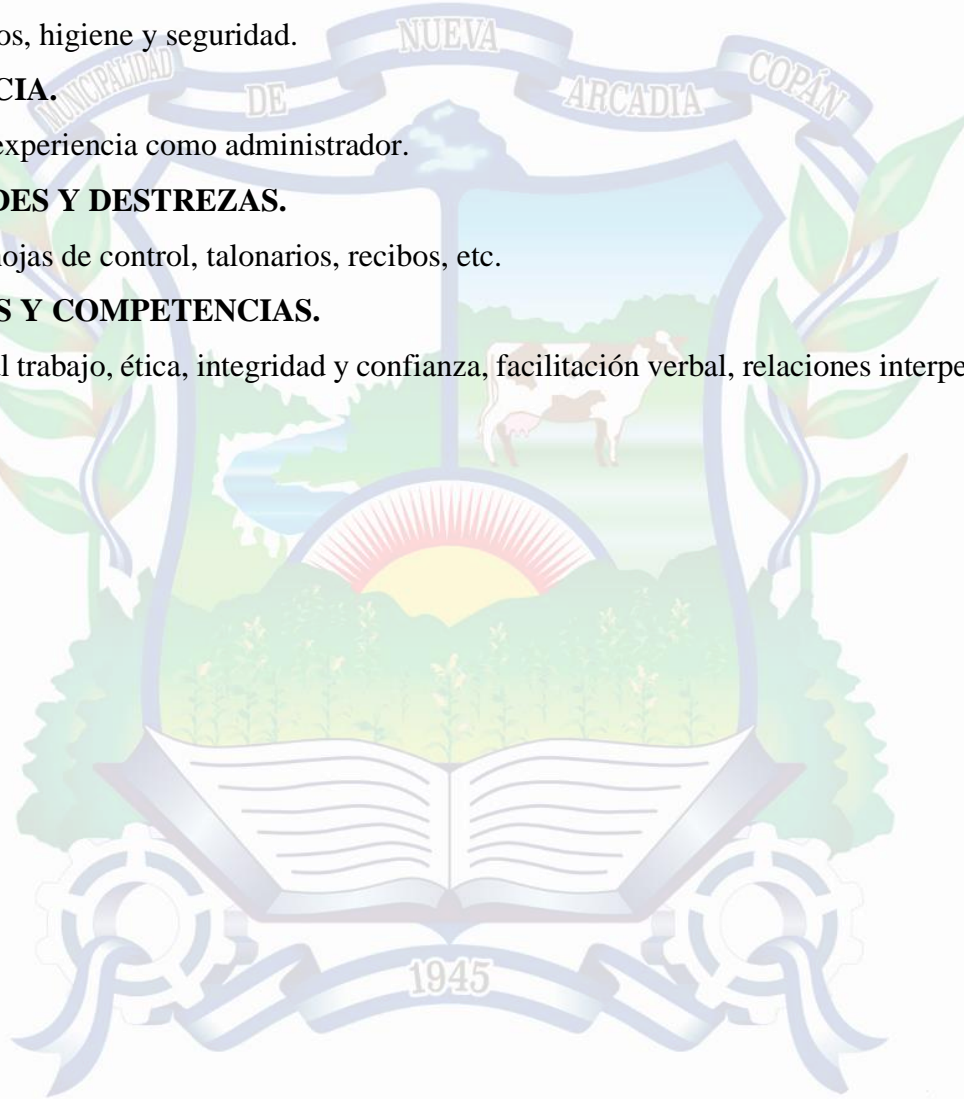 os, higiene y seguridad.
CIA.
experiencia como administrador.
DES Y DESTREZAS.
hojas de control, talonarios, recibos, etc.
S Y COMPETENCIAS.
l trabajo, ética, integridad y confianza, facilitación verbal, relaciones interpe
MUNICIPALIDAD DE NUEVA ARCADIA COPÁN
1945